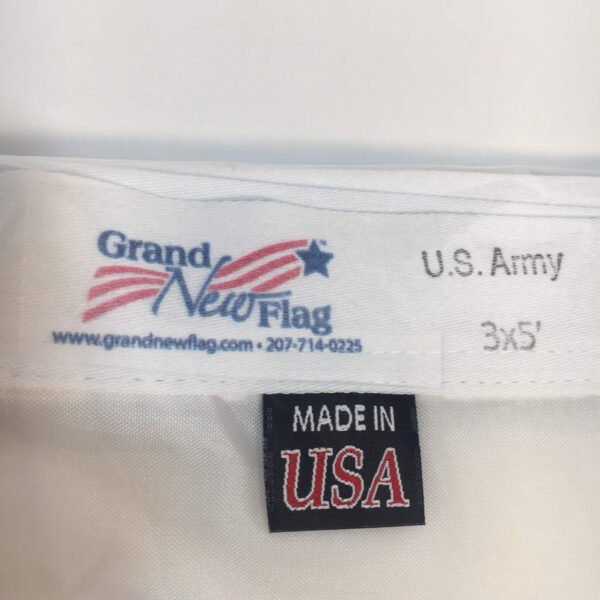 Grand
New Flag
www.grandnewflag.com • 207-714-0225
U.S. Army
3x5'
MADE IN
USA